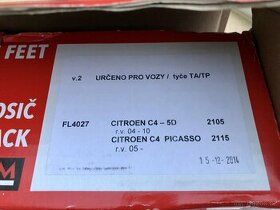 FEET
v.2 URČENO PRO VOZY / tyče TA/TP
OSIČ
FL4027 CITROEN C4 – 5D 2105
ACK
r.v. 04 - 10
CITROEN C4 PICASSO 2115
r.v. 05 -
M
15 -12- 2014